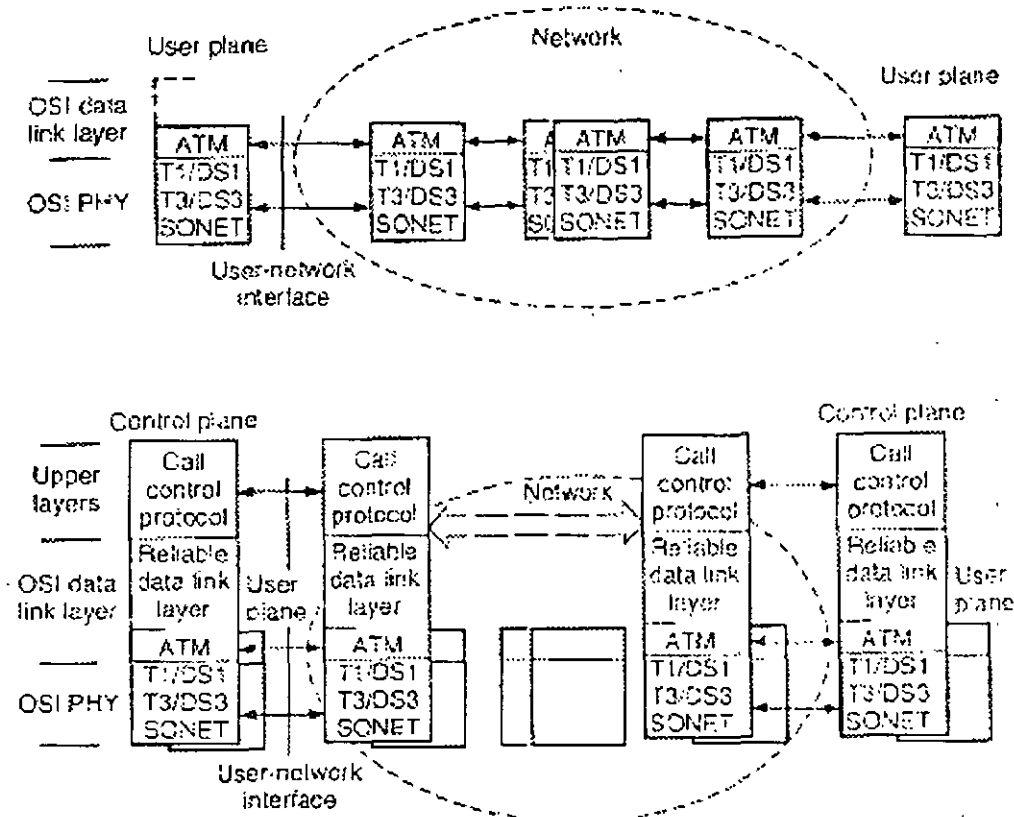 User plane
Network
User plane
OSI data
link layer
OSI PHY
ATM
T1/DS1
T3/DS3
SONET
ATM
T1/DS1
T3/DS3
SONET
A
T1
T3
SO
ATM
T1/DS1
T3/DS3
SONET
ATM
T1/DS1
T3/DS3
SONET
ATM
T1/DS1
T3/DS3
SONET
User-network
interface
Control plane
Control plane
Upper
layers
OSI data
link layer
OSI PHY
Call
control
protocol
Reliable
data link
layer
ATM
T1/DS1
T3/DS3
SONET
User
plane
Call
control
protocol
Reliable
data link
layer
ATM
T1/DS1
T3/DS3
SONET
Network
Call
control
protocol
Reliable
data link
layer
ATM
T1/DS1
T3/DS3
SONET
Call
control
protocol
Reliable
data link
layer
ATM
T1/DS1
T3/DS3
SONET
User
plane
User-network
interface